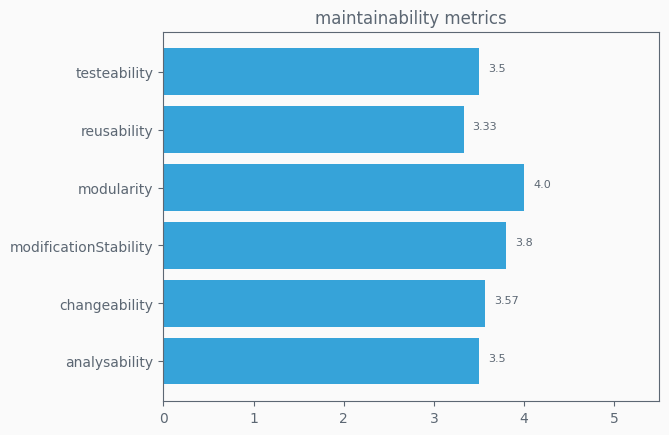 maintainability metrics
testeability 3.5
reusability 3.33
modularity 4.0
modificationStability 3.8
changeability 3.57
analysability 3.5
0 1 2 3 4 5